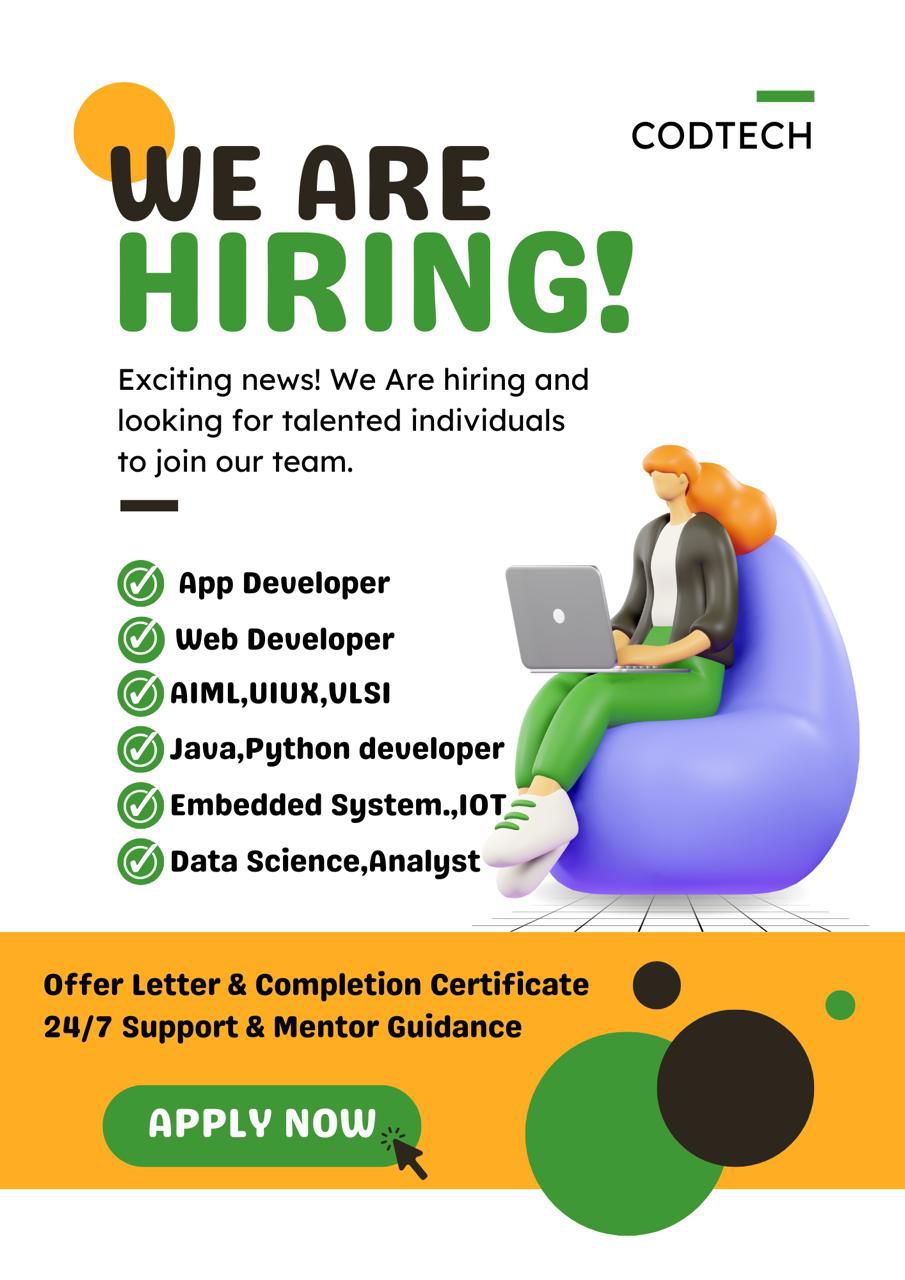 CODTECH
WE ARE
HIRING!
Exciting news! We Are hiring and
looking for talented individuals
to join our team.
App Developer
Web Developer
AIML,UIUX,VLSI
Java,Python developer
Embedded System.,IOT
Data Science,Analyst
Offer Letter & Completion Certificate
24/7 Support & Mentor Guidance
APPLY NOW